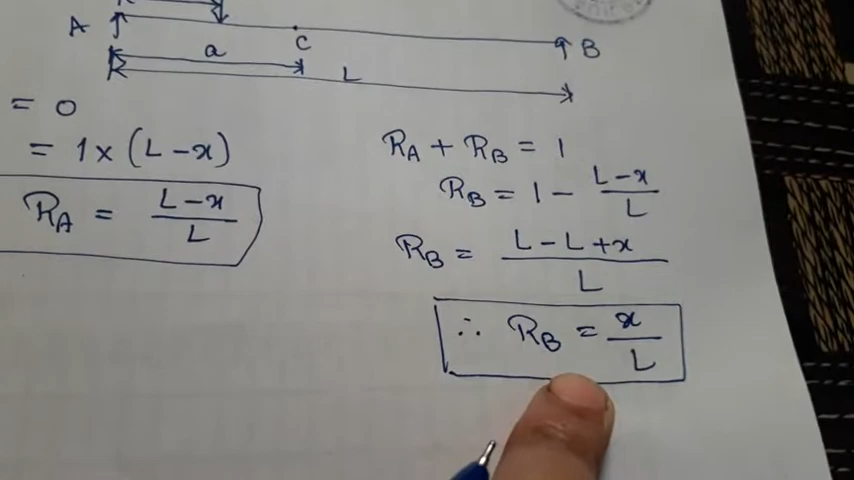 A C B
a
L
= 0
= 1 × (L - x)
R_A = (L - x) / L
R_A + R_B = 1
R_B = 1 - (L - x) / L
R_B = (L - L + x) / L
∴ R_B = x / L